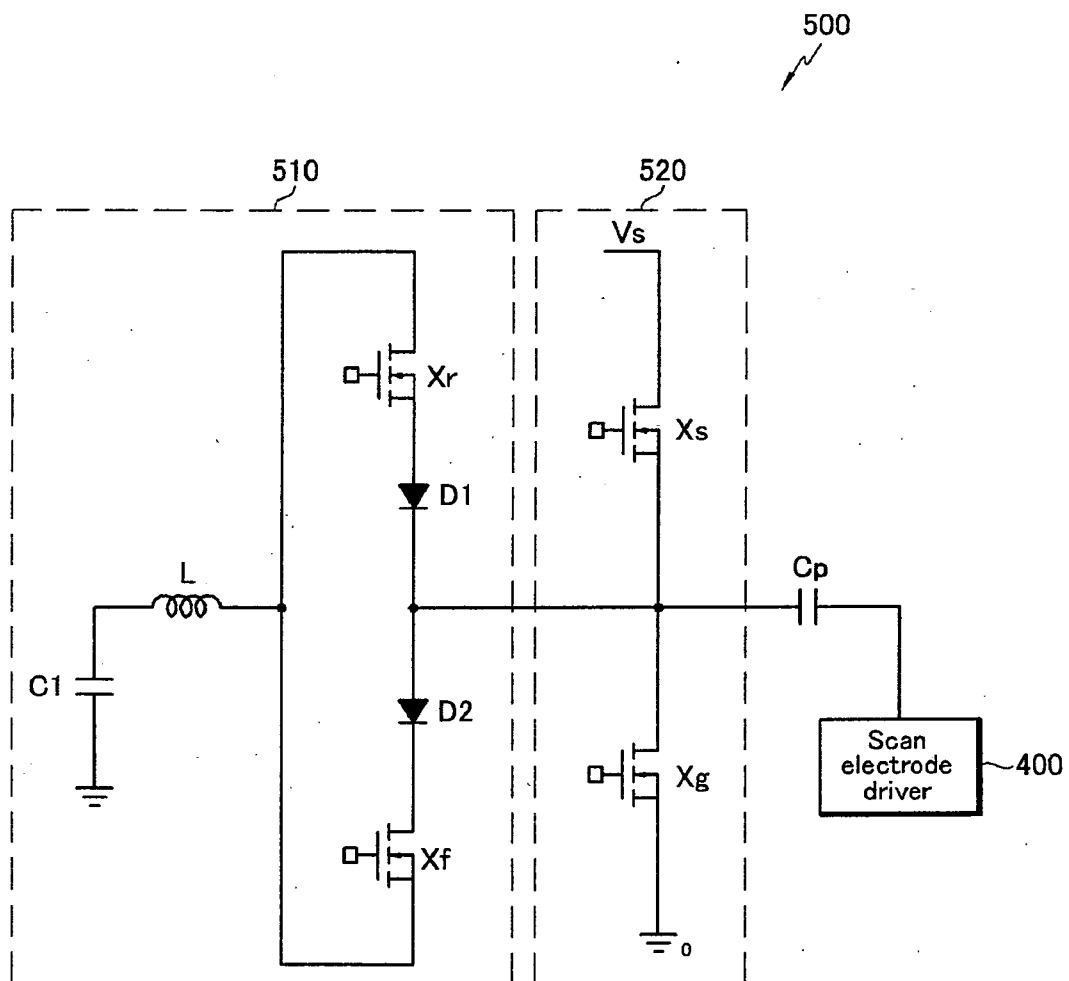 500
510
520
Vs
Xr
Xs
D1
L
Cp
C1
D2
Scan
electrode
driver
400
Xg
Xf
0